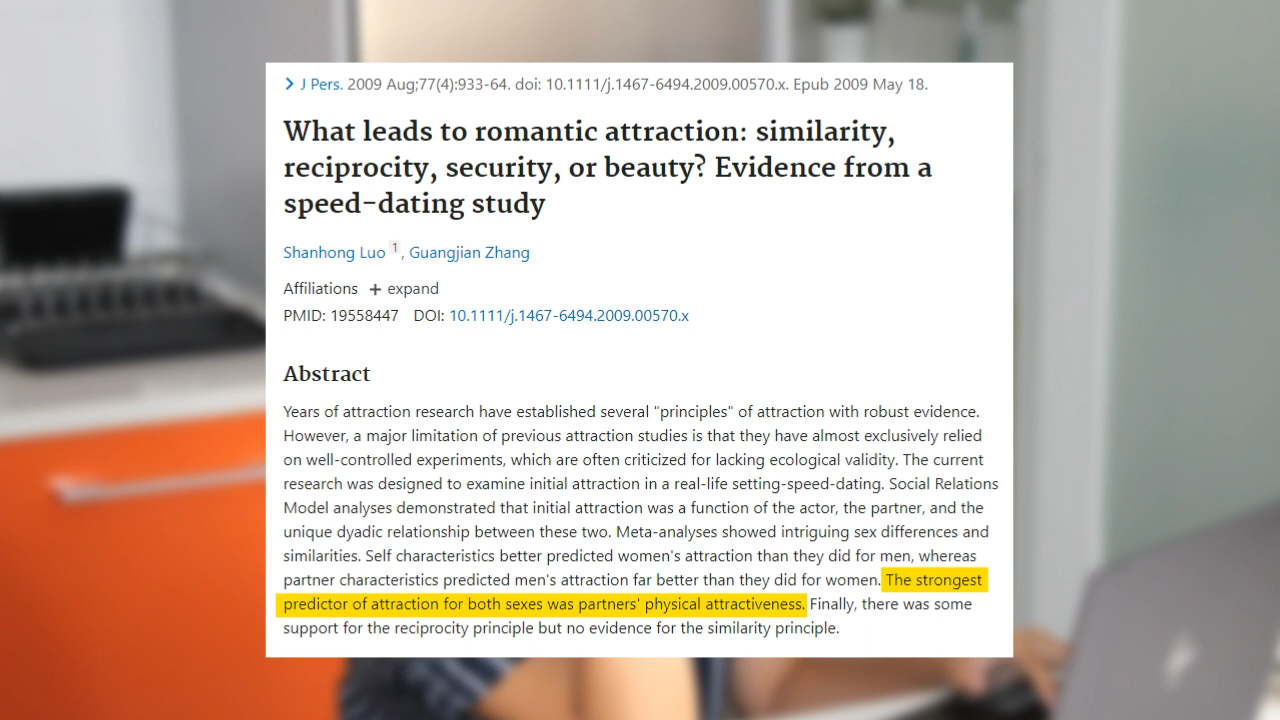 J Pers. 2009 Aug;77(4):933-64. doi: 10.1111/j.1467-6494.2009.00570.x. Epub 2009 May 18.
What leads to romantic attraction: similarity,
reciprocity, security, or beauty? Evidence from a
speed-dating study
Shanhong Luo 1, Guangjian Zhang
Affiliations + expand
PMID: 19558447 DOI: 10.1111/j.1467-6494.2009.00570.x
Abstract
Years of attraction research have established several "principles" of attraction with robust evidence.
However, a major limitation of previous attraction studies is that they have almost exclusively relied
on well-controlled experiments, which are often criticized for lacking ecological validity. The current
research was designed to examine initial attraction in a real-life setting-speed-dating. Social Relations
Model analyses demonstrated that initial attraction was a function of the actor, the partner, and the
unique dyadic relationship between these two. Meta-analyses showed intriguing sex differences and
similarities. Self characteristics better predicted women's attraction than they did for men, whereas
partner characteristics predicted men's attraction far better than they did for women. The strongest
predictor of attraction for both sexes was partners' physical attractiveness. Finally, there was some
support for the reciprocity principle but no evidence for the similarity principle.